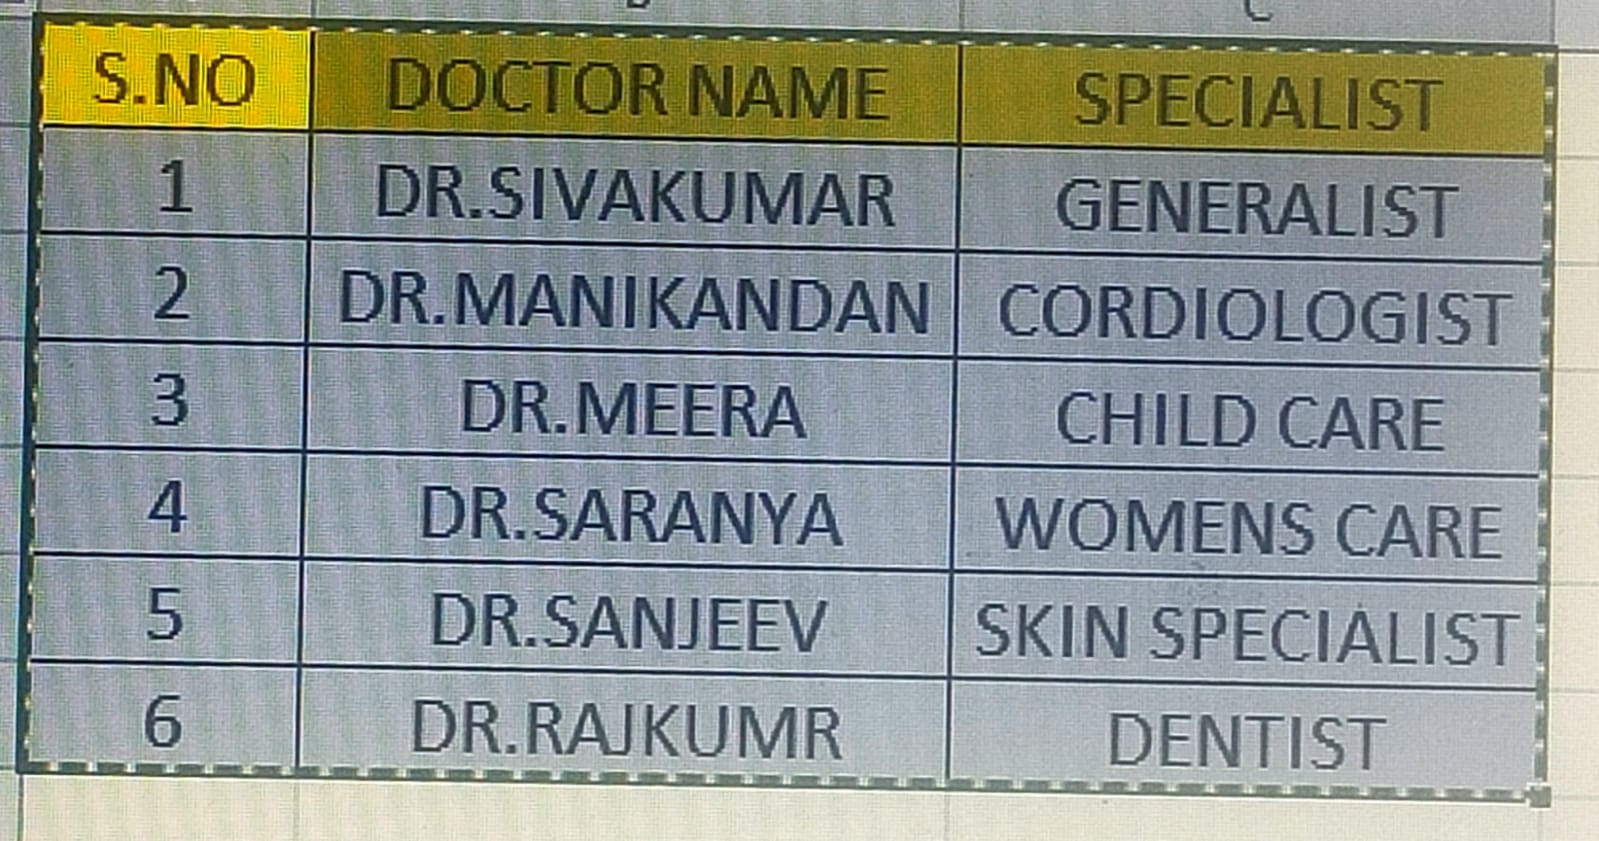 S.NO DOCTOR NAME SPECIALIST
1 DR.SIVAKUMAR GENERALIST
2 DR.MANIKANDAN CORDIOLOGIST
3 DR.MEERA CHILD CARE
4 DR.SARANYA WOMENS CARE
5 DR.SANJEEV SKIN SPECIALIST
6 DR.RAJKUMR DENTIST